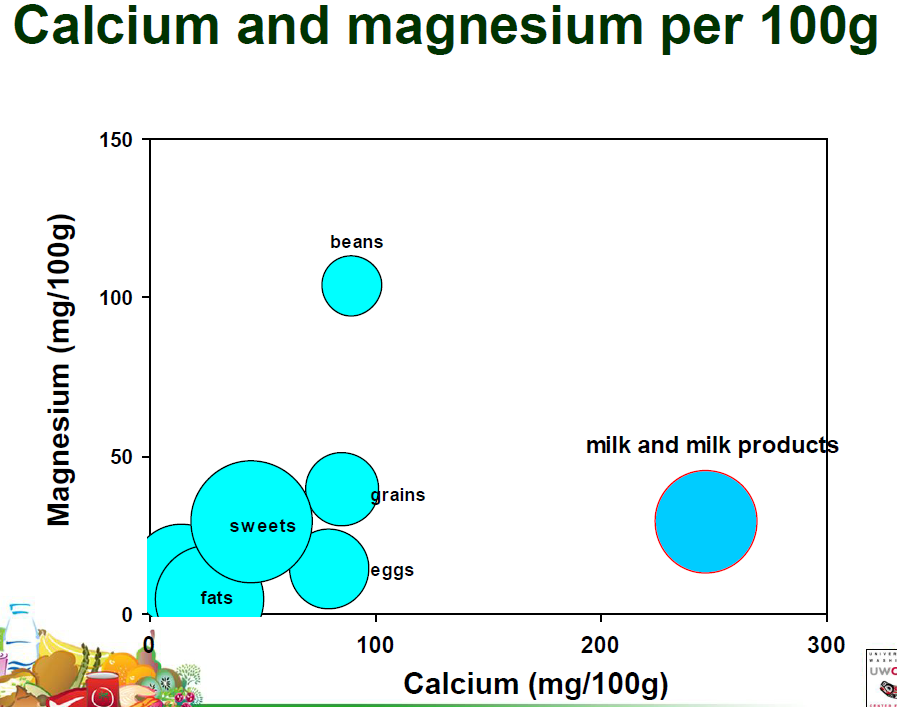 Calcium and magnesium per 100g
150
beans
100
Magnesium (mg/100g)
milk and milk products
50
grains
sweets
eggs
fats
0
0
100
200
300
Calcium (mg/100g)